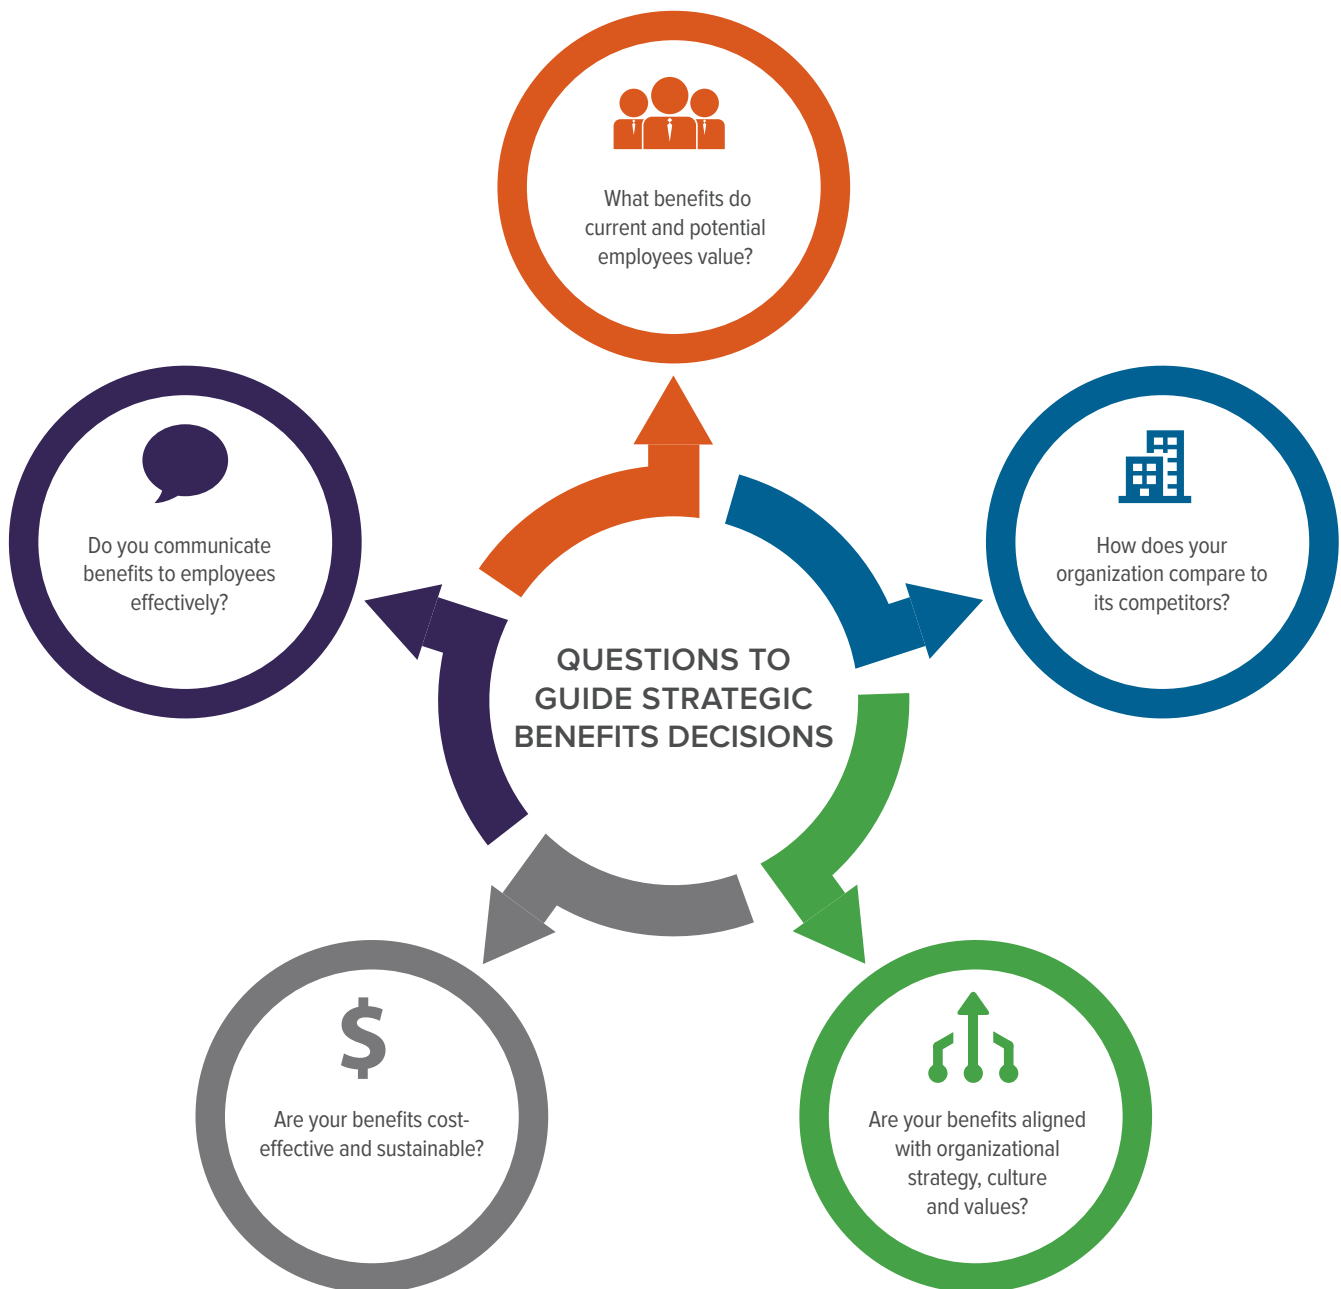 What benefits do
current and potential
employees value?
How does your
organization compare to
its competitors?
Do you communicate
benefits to employees
effectively?
QUESTIONS TO
GUIDE STRATEGIC
BENEFITS DECISIONS
$
Are your benefits cost-
effective and sustainable?
Are your benefits aligned
with organizational
strategy, culture
and values?